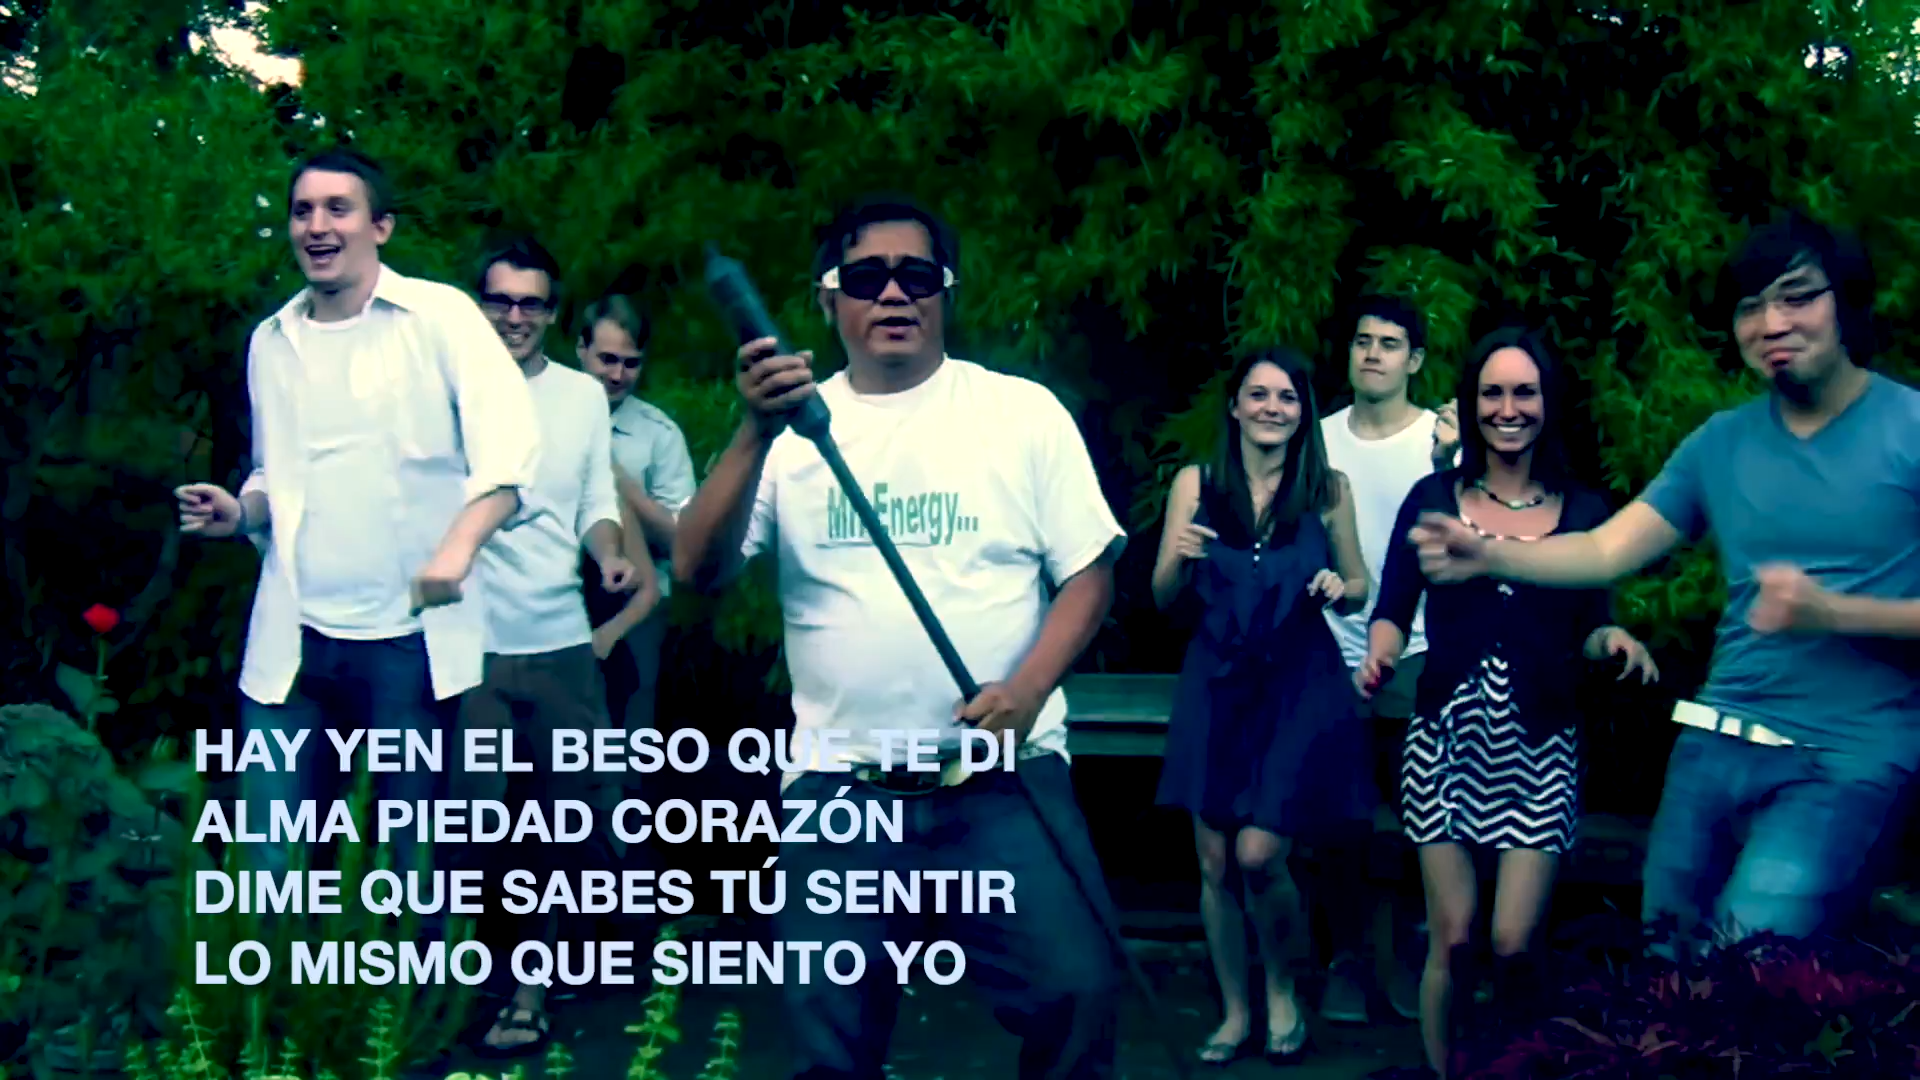 Mr. Energy...
HAY YEN EL BESO QUE TE DI
ALMA PIEDAD CORAZÓN
DIME QUE SABES TÚ SENTIR
LO MISMO QUE SIENTO YO